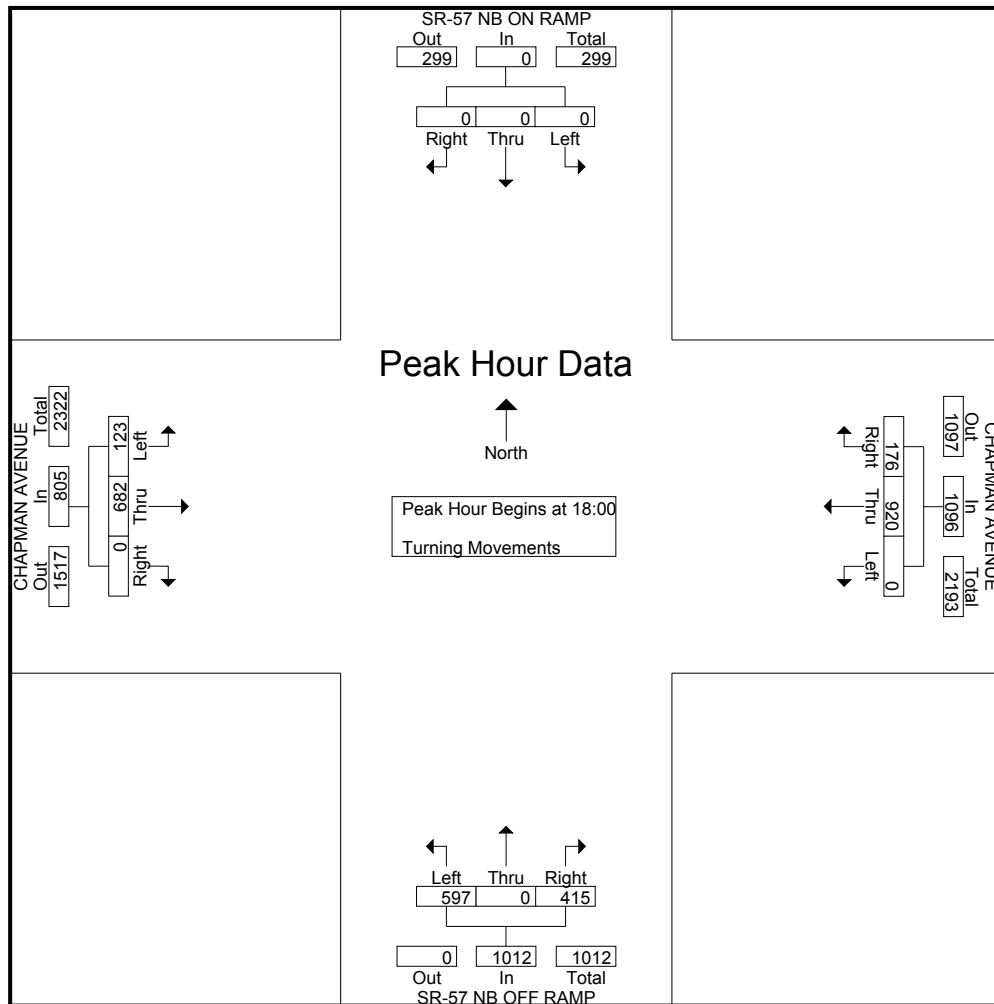 SR-57 NB ON RAMP
Out In Total
299 0 299
0 0 0
Right Thru Left
Peak Hour Data
North
Peak Hour Begins at 18:00
Turning Movements
CHAPMAN AVENUE
Total In Out
2322 805 1517
123 682 0
Left Thru Right
CHAPMAN AVENUE
Out In Total
1097 1096 2193
176 920 0
Right Thru Left
Left Thru Right
597 0 415
0 1012 1012
Out In Total
SR-57 NB OFF RAMP